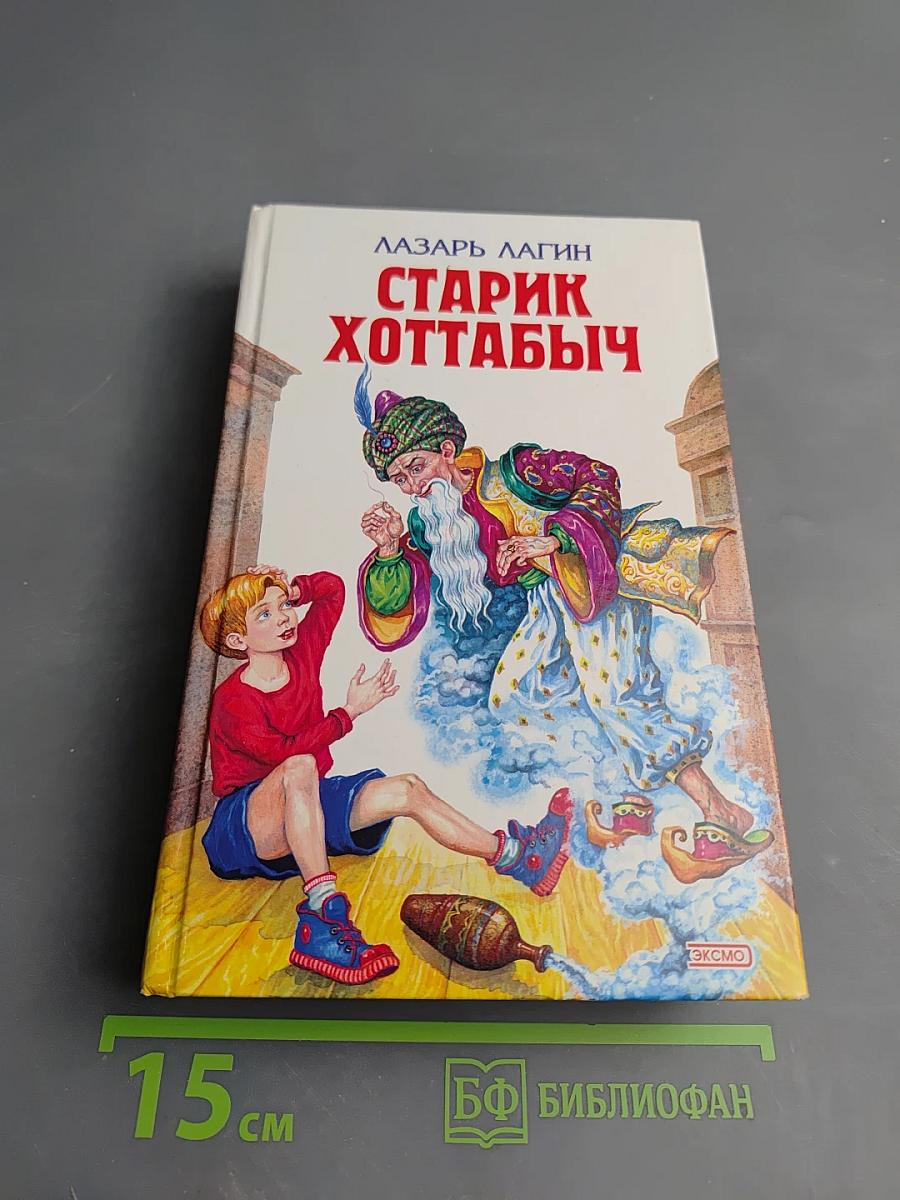 ЛАЗАРЬ ЛАГИН
СТАРИК
ХОТТАБЫЧ
ЭКСМО
15 см
БФ БИБЛИОФАН